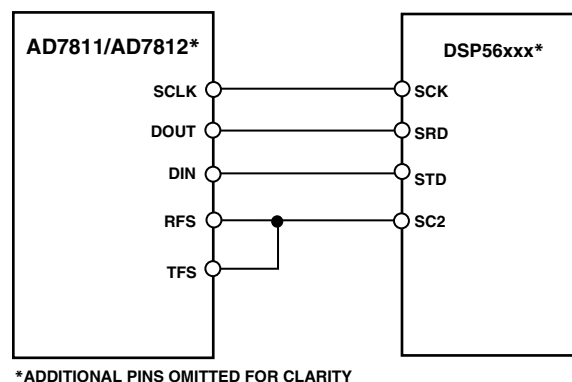 AD7811/AD7812*
DSP56xxx*
SCLK
SCK
DOUT
SRD
DIN
STD
RFS
SC2
TFS
*ADDITIONAL PINS OMITTED FOR CLARITY